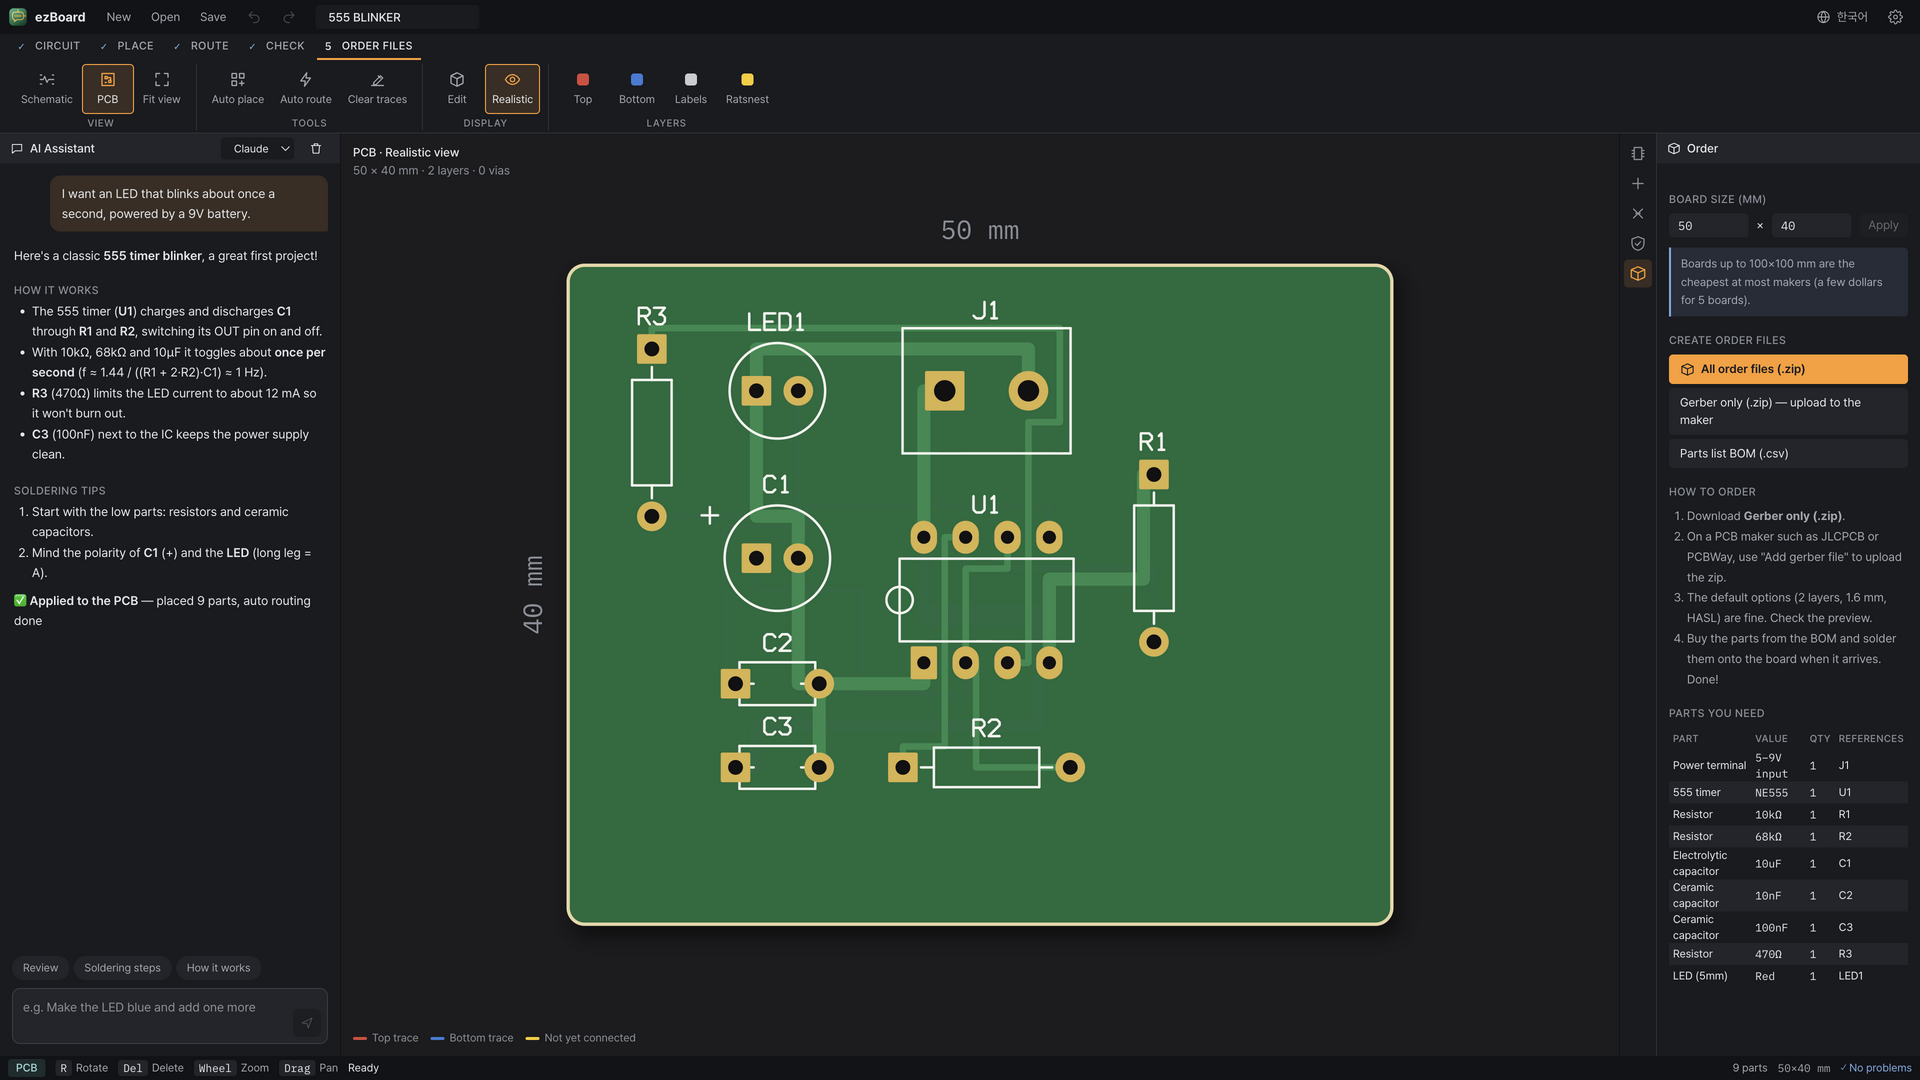 ezBoard
New
Open
Save
555 BLINKER
한국어
✓ CIRCUIT
✓ PLACE
✓ ROUTE
✓ CHECK
5 ORDER FILES
Schematic
PCB
Fit view
VIEW
Auto place
Auto route
Clear traces
TOOLS
Edit
Realistic
DISPLAY
Top
Bottom
Labels
Ratsnest
LAYERS
AI Assistant
Claude
I want an LED that blinks about once a
second, powered by a 9V battery.
Here's a classic 555 timer blinker, a great first project!
HOW IT WORKS
• The 555 timer (U1) charges and discharges C1
through R1 and R2, switching its OUT pin on and off.
• With 10kΩ, 68kΩ and 10µF it toggles about once per
second (f ≈ 1.44 / ((R1 + 2·R2)·C1) ≈ 1 Hz).
• R3 (470Ω) limits the LED current to about 12 mA so
it won't burn out.
• C3 (100nF) next to the IC keeps the power supply
clean.
SOLDERING TIPS
1. Start with the low parts: resistors and ceramic
capacitors.
2. Mind the polarity of C1 (+) and the LED (long leg =
A).
✅ Applied to the PCB — placed 9 parts, auto routing
done
Review
Soldering steps
How it works
e.g. Make the LED blue and add one more
PCB · Realistic view
50 × 40 mm · 2 layers · 0 vias
50 mm
40 mm
R3
LED1
J1
R1
C1
+
U1
C2
C3
R2
Top trace
Bottom trace
Not yet connected
Order
BOARD SIZE (MM)
50 × 40
Apply
Boards up to 100×100 mm are the
cheapest at most makers (a few dollars
for 5 boards).
CREATE ORDER FILES
All order files (.zip)
Gerber only (.zip) — upload to the
maker
Parts list BOM (.csv)
HOW TO ORDER
1. Download Gerber only (.zip).
2. On a PCB maker such as JLCPCB or
PCBWay, use "Add gerber file" to upload
the zip.
3. The default options (2 layers, 1.6 mm,
HASL) are fine. Check the preview.
4. Buy the parts from the BOM and solder
them onto the board when it arrives.
Done!
PARTS YOU NEED
PART VALUE QTY REFERENCES
Power terminal 5–9V input 1 J1
555 timer NE555 1 U1
Resistor 10kΩ 1 R1
Resistor 68kΩ 1 R2
Electrolytic capacitor 10uF 1 C1
Ceramic capacitor 10nF 1 C2
Ceramic capacitor 100nF 1 C3
Resistor 470Ω 1 R3
LED (5mm) Red 1 LED1
PCB
R Rotate
Del Delete
Wheel Zoom
Drag Pan
Ready
9 parts
50×40 mm
✓ No problems